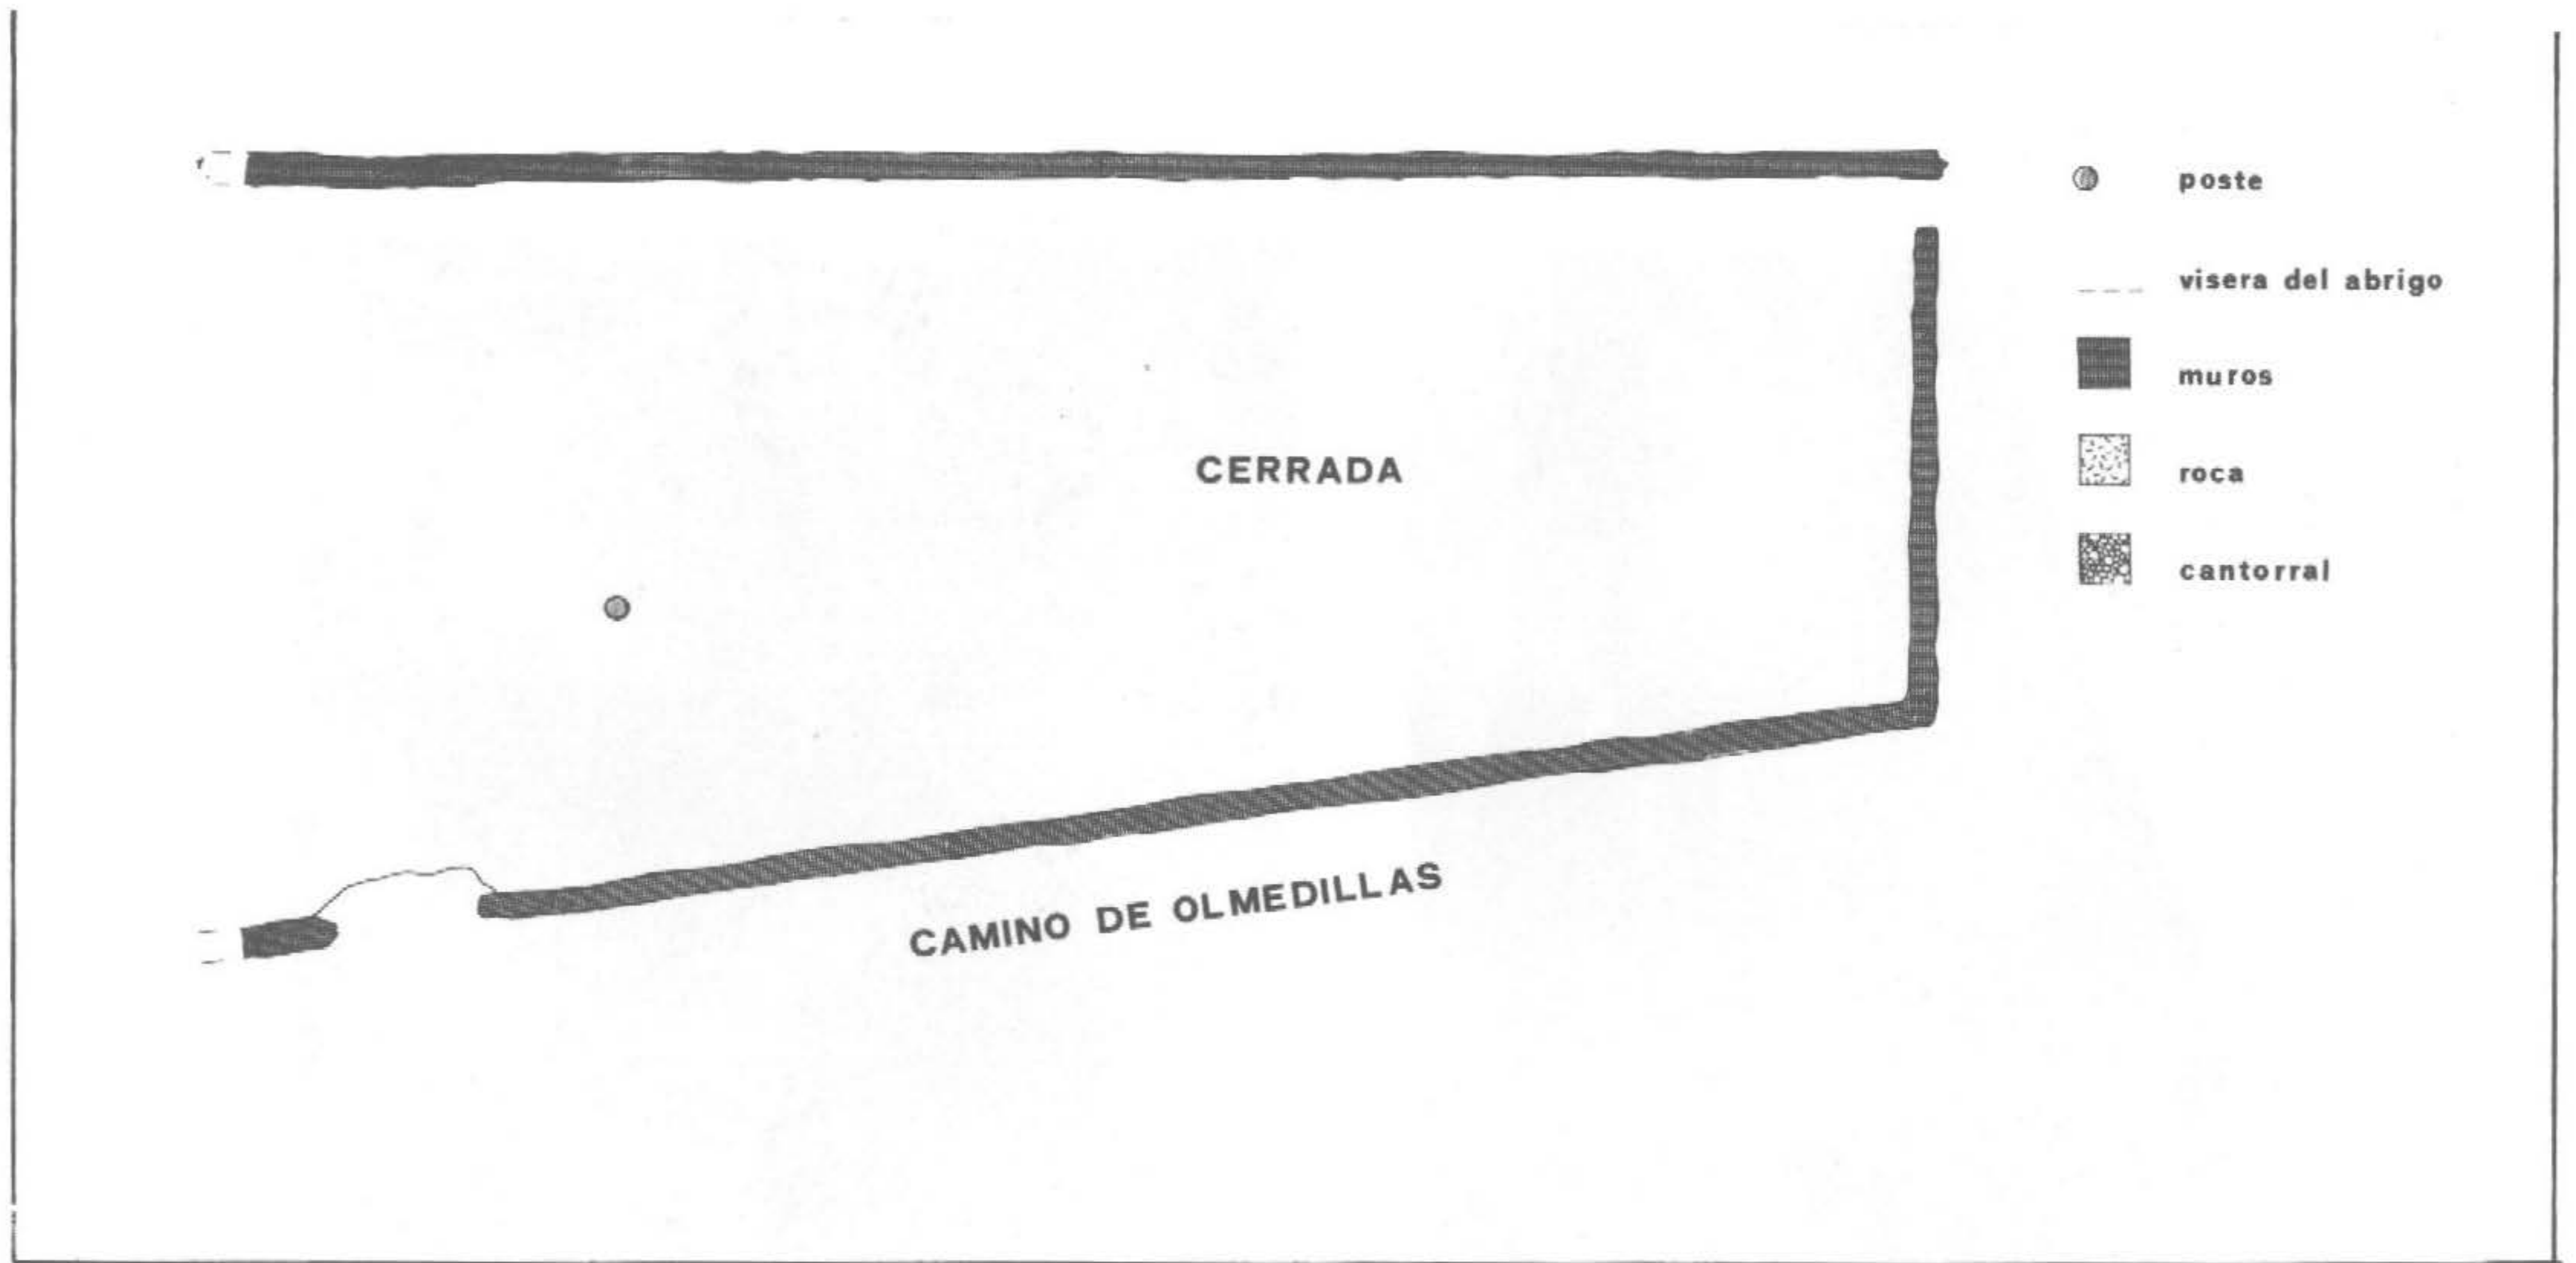 poste
visera del abrigo
muros
roca
cantorral
CERRADA
CAMINO DE OLMEDILLAS